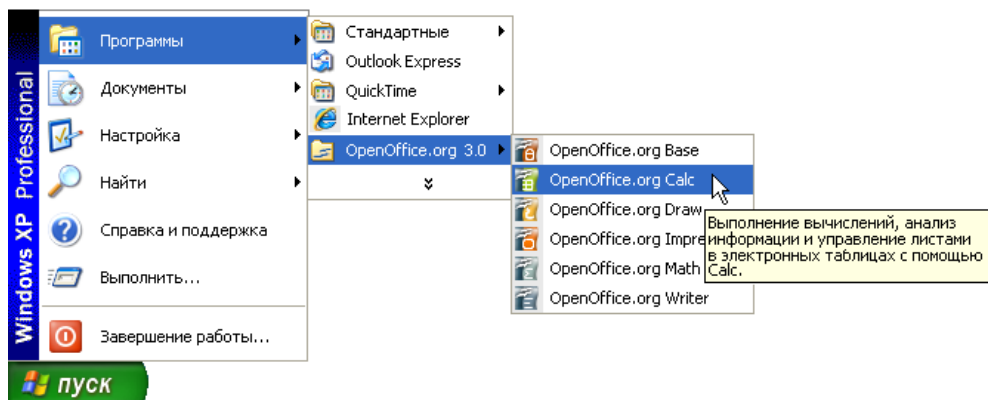 Windows XP Professional
Программы
Документы
Настройка
Найти
Справка и поддержка
Выполнить...
Завершение работы...
пуск
Стандартные
Outlook Express
QuickTime
Internet Explorer
OpenOffice.org 3.0
OpenOffice.org Base
OpenOffice.org Calc
OpenOffice.org Draw
OpenOffice.org Impre
OpenOffice.org Math
OpenOffice.org Writer
Выполнение вычислений, анализ
информации и управление листами
в электронных таблицах с помощью
Calc.